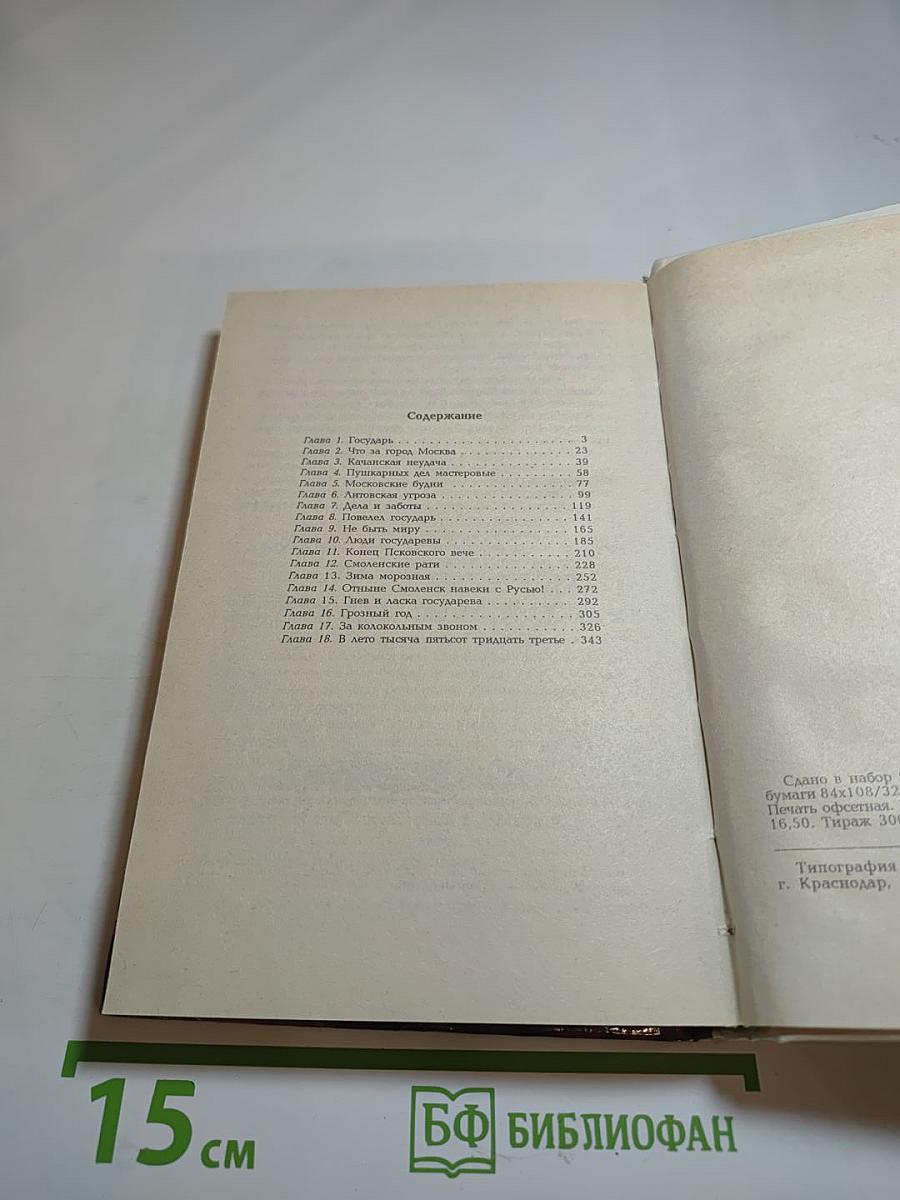 Содержание
Глава 1. Государь . . . . . . . . . . . . . . . . . . . . . . . 3
Глава 2. Что за город Москва . . . . . . . . . . . . . . . 23
Глава 3. Качанская неудача . . . . . . . . . . . . . . . . 39
Глава 4. Пушкарных дел мастеровые . . . . . . . . . 58
Глава 5. Московские будни . . . . . . . . . . . . . . . . 77
Глава 6. Литовская угроза . . . . . . . . . . . . . . . . . 99
Глава 7. Дела и заботы . . . . . . . . . . . . . . . . . . 119
Глава 8. Повелел государь . . . . . . . . . . . . . . . . 141
Глава 9. Не быть миру . . . . . . . . . . . . . . . . . . . 165
Глава 10. Люди государевы . . . . . . . . . . . . . . . . 185
Глава 11. Конец Псковского вече . . . . . . . . . . . 210
Глава 12. Смоленские рати . . . . . . . . . . . . . . . . 228
Глава 13. Зима морозная . . . . . . . . . . . . . . . . . . 252
Глава 14. Отныне Смоленск навеки с Русью! . . . 272
Глава 15. Гнев и ласка государева . . . . . . . . . . . 292
Глава 16. Грозный год . . . . . . . . . . . . . . . . . . . . 305
Глава 17. За колокольным звоном . . . . . . . . . . . 326
Глава 18. В лето тысяча пятьсот тридцать третье . 343
Сдано в набор
бумаги 84х108/32
Печать офсетная.
16,50. Тираж 300
Типография
г. Краснодар,
15 см
БФ БИБЛИОФАН